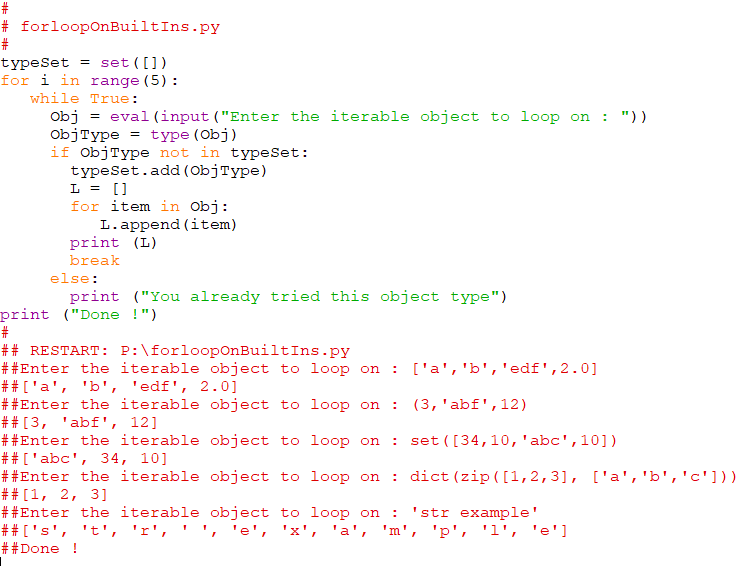 #
# forloopOnBuiltIns.py
#
typeSet = set([])
for i in range(5):
   while True:
     Obj = eval(input("Enter the iterable object to loop on : "))
     ObjType = type(Obj)
     if ObjType not in typeSet:
       typeSet.add(ObjType)
       L = []
       for item in Obj:
          L.append(item)
       print (L)
       break
     else:
       print ("You already tried this object type")
print ("Done !")
#
## RESTART: P:\forloopOnBuiltIns.py
##Enter the iterable object to loop on : ['a','b','edf',2.0]
##['a', 'b', 'edf', 2.0]
##Enter the iterable object to loop on : (3,'abf',12)
##[3, 'abf', 12]
##Enter the iterable object to loop on : set([34,10,'abc',10])
##['abc', 34, 10]
##Enter the iterable object to loop on : dict(zip([1,2,3], ['a','b','c']))
##[1, 2, 3]
##Enter the iterable object to loop on : 'str example'
##['s', 't', 'r', ' ', 'e', 'x', 'a', 'm', 'p', 'l', 'e']
##Done !